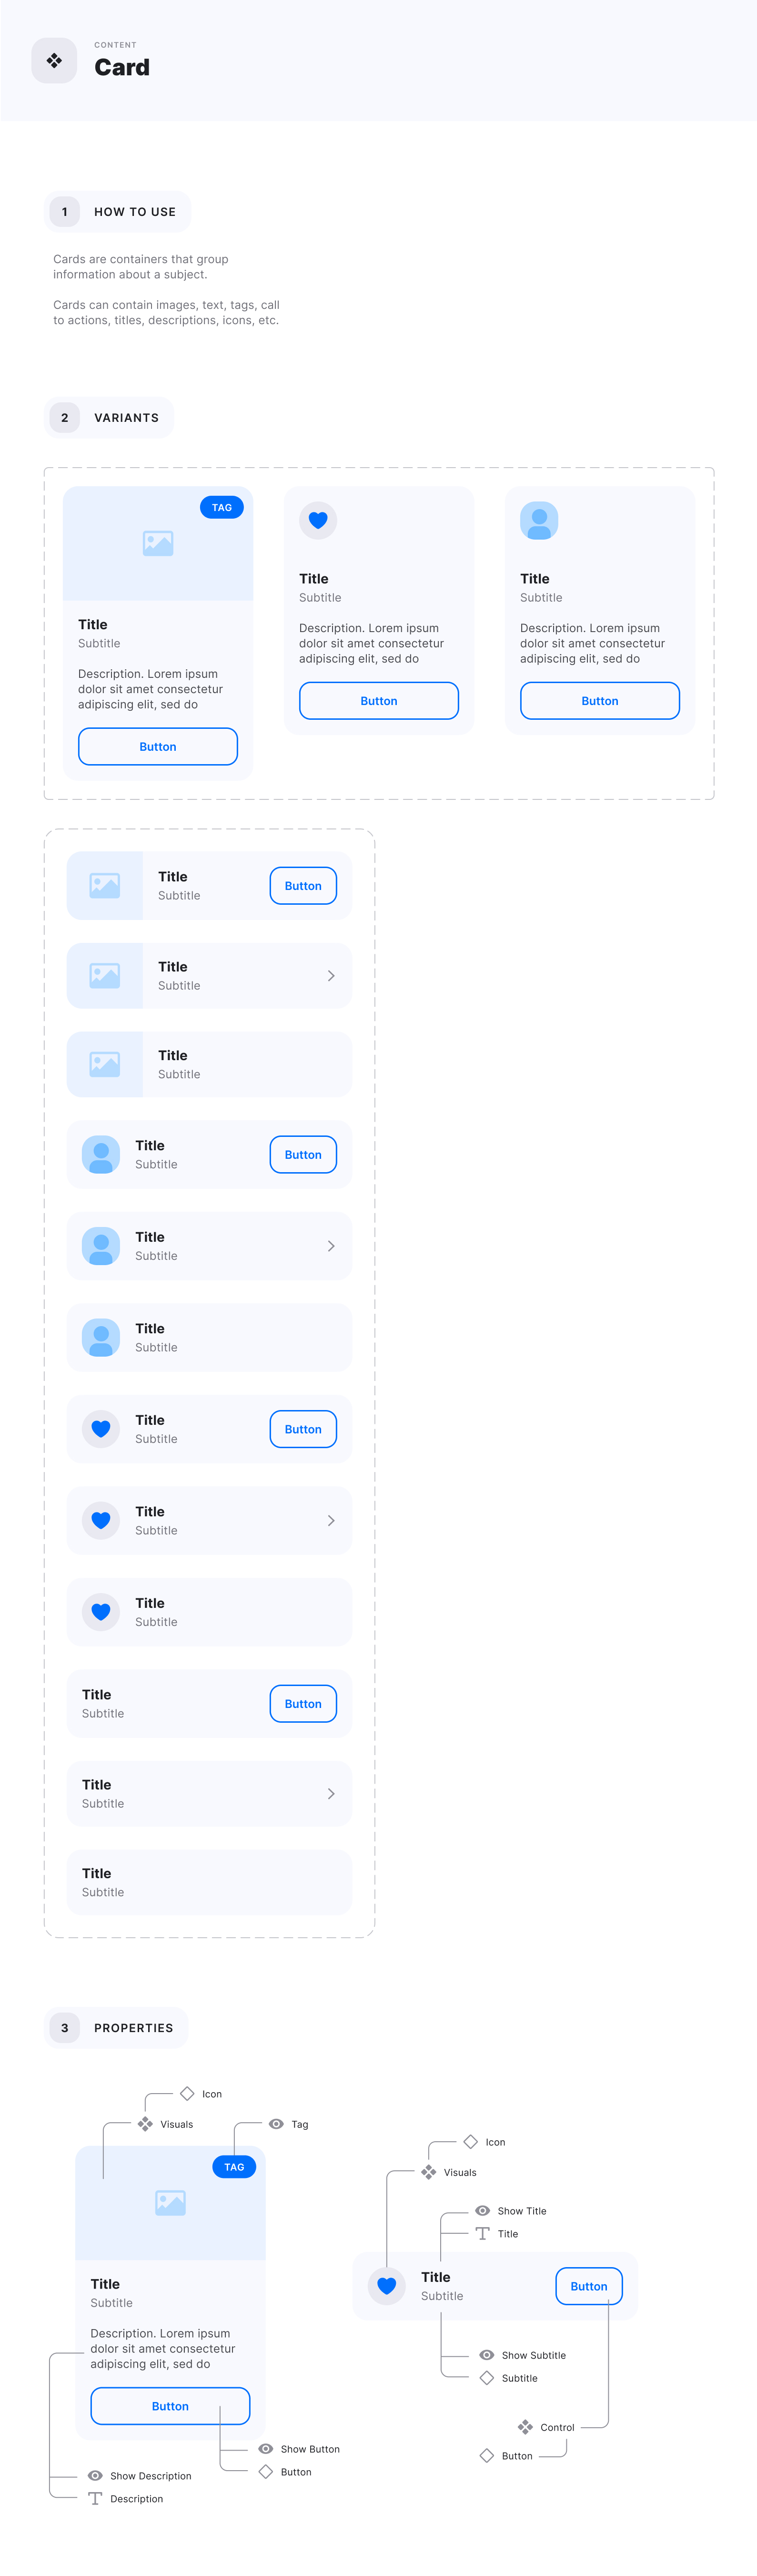 CONTENT
Card
1 HOW TO USE
Cards are containers that group
information about a subject.
Cards can contain images, text, tags, call
to actions, titles, descriptions, icons, etc.
2 VARIANTS
TAG
Title
Subtitle
Description. Lorem ipsum
dolor sit amet consectetur
adipiscing elit, sed do
Button
Title
Subtitle
Description. Lorem ipsum
dolor sit amet consectetur
adipiscing elit, sed do
Button
Title
Subtitle
Description. Lorem ipsum
dolor sit amet consectetur
adipiscing elit, sed do
Button
Title
Subtitle
Button
Title
Subtitle
Title
Subtitle
Title
Subtitle
Button
Title
Subtitle
Title
Subtitle
Title
Subtitle
Button
Title
Subtitle
Title
Subtitle
Title
Subtitle
Button
Title
Subtitle
Title
Subtitle
3 PROPERTIES
Icon
Visuals
Tag
TAG
Title
Subtitle
Description. Lorem ipsum
dolor sit amet consectetur
adipiscing elit, sed do
Button
Show Button
Button
Show Description
Description
Icon
Visuals
Show Title
Title
Title
Subtitle
Button
Show Subtitle
Subtitle
Control
Button